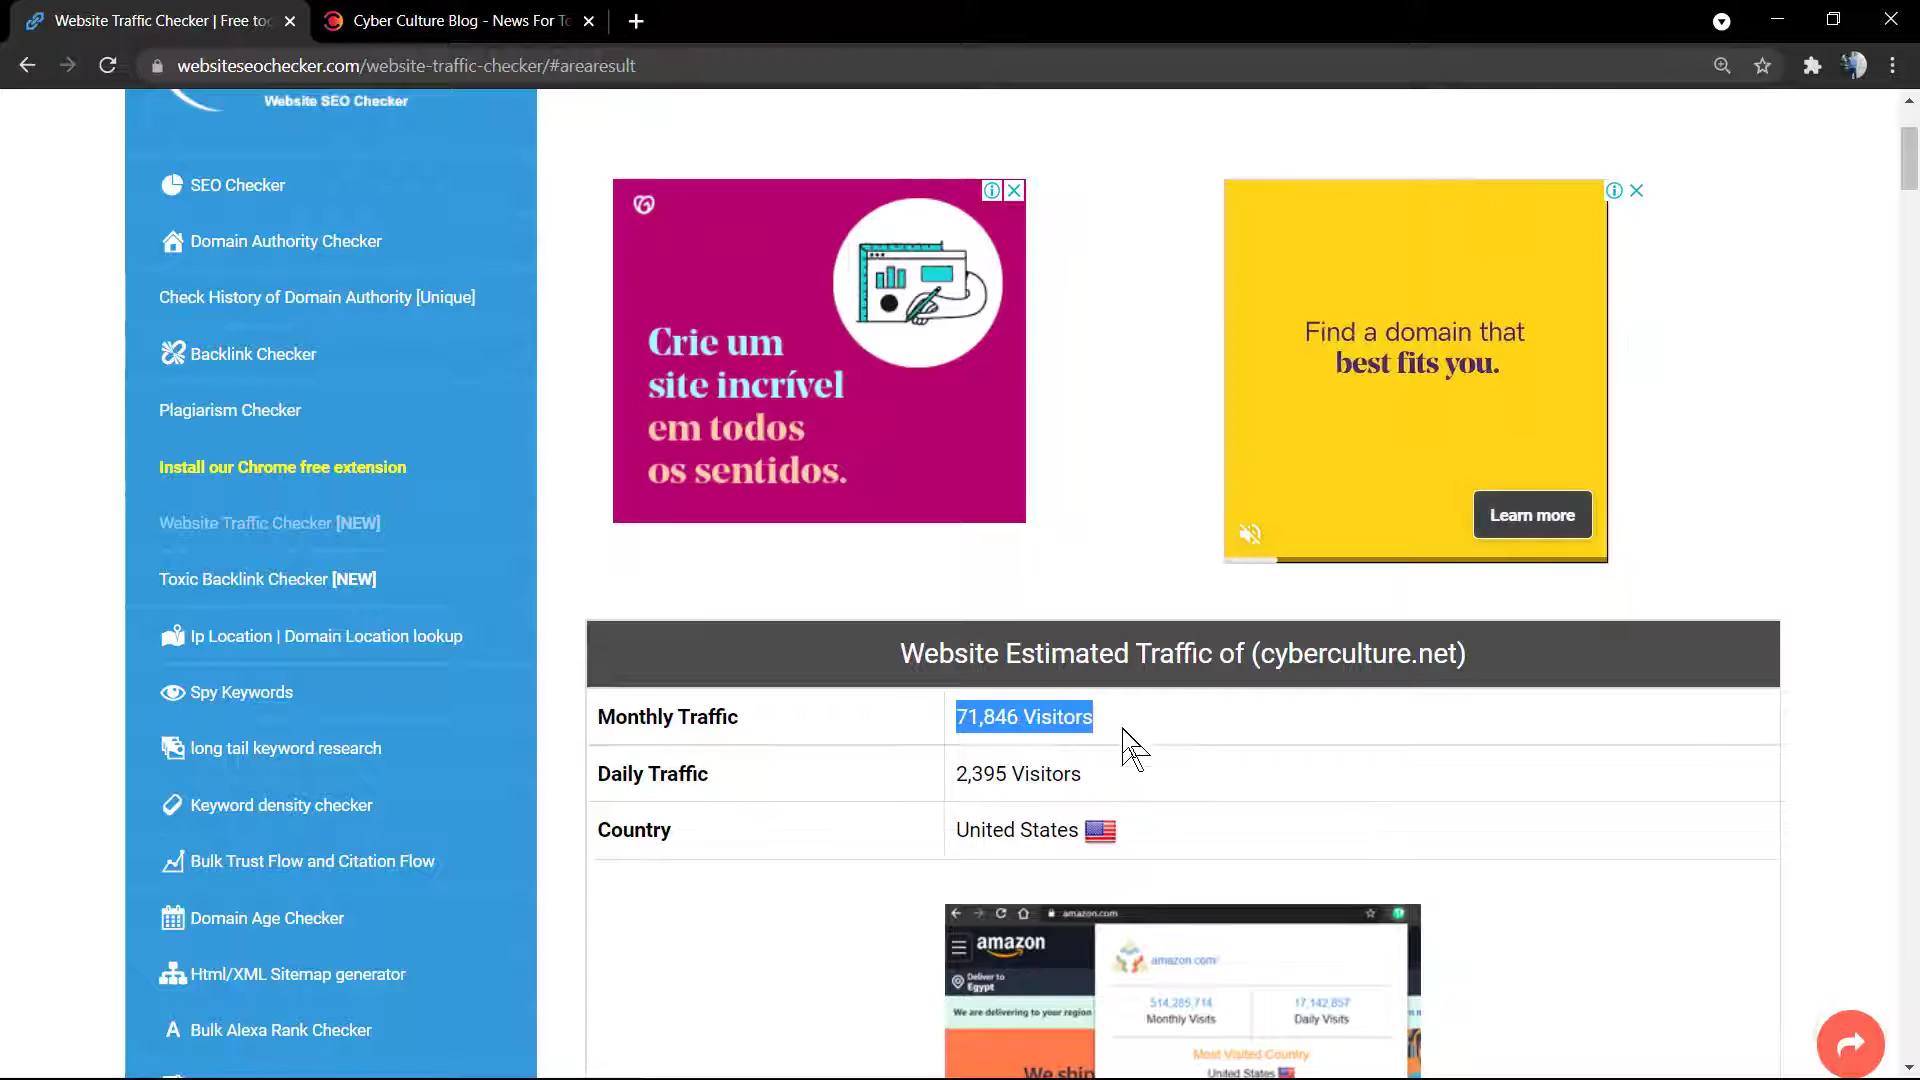 Website Traffic Checker | Free too
Cyber Culture Blog - News For To
websiteseochecker.com/website-traffic-checker/#arearesult
Website SEO Checker
SEO Checker
Domain Authority Checker
Check History of Domain Authority [Unique]
Backlink Checker
Plagiarism Checker
Install our Chrome free extension
Website Traffic Checker [NEW]
Toxic Backlink Checker [NEW]
Ip Location | Domain Location lookup
Spy Keywords
long tail keyword research
Keyword density checker
Bulk Trust Flow and Citation Flow
Domain Age Checker
Html/XML Sitemap generator
Bulk Alexa Rank Checker
Crie um
site incrível
em todos
os sentidos.
Find a domain that
best fits you.
Learn more
Website Estimated Traffic of (cyberculture.net)
Monthly Traffic 71,846 Visitors
Daily Traffic 2,395 Visitors
Country United States
amazon.com
amazon
Deliver to
Egypt
We are delivering to your region
We ship
amazon.com
514,285,714 17,142,857
Monthly Visits Daily Visits
Most Visited Country
United States